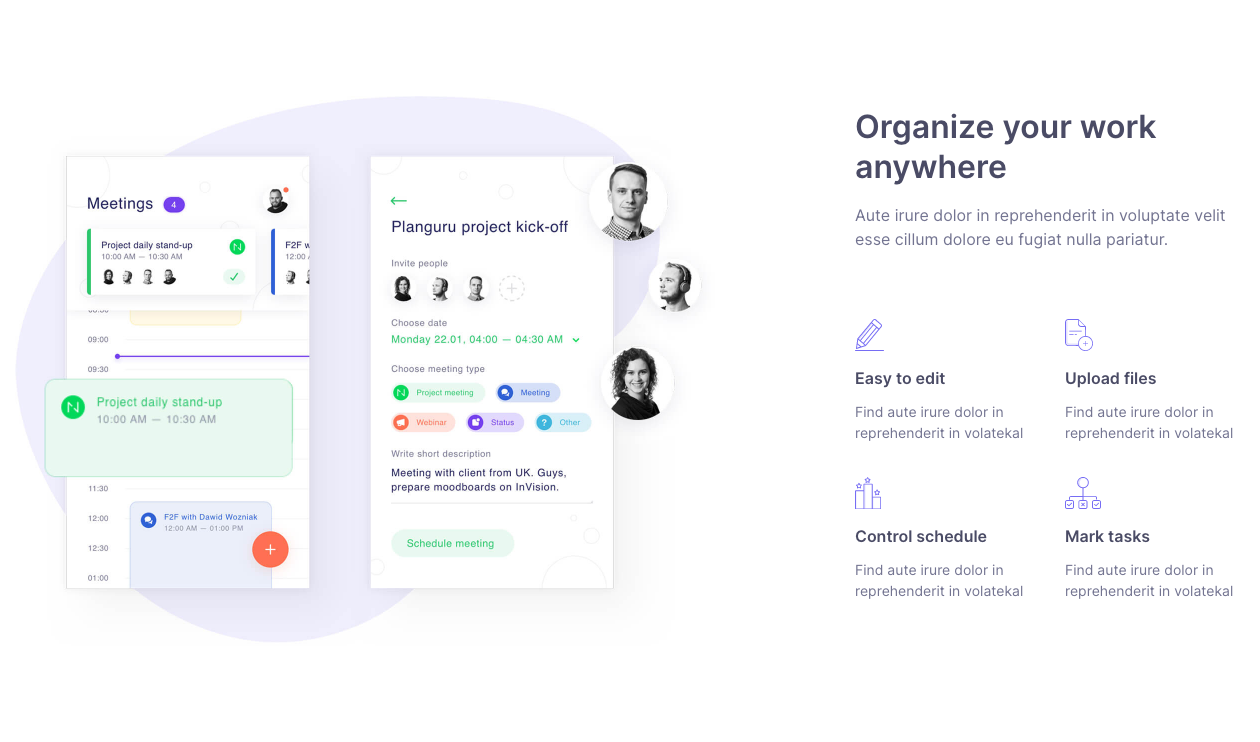 Meetings 4
Project daily stand-up
10:00 AM — 10:30 AM
F2F w
12:00
09:00
09:30
Project daily stand-up
10:00 AM — 10:30 AM
11:30
12:00
12:30
01:00
F2F with Dawid Wozniak
12:00 AM — 01:00 PM
+
Planguru project kick-off
Invite people
+
Choose date
Monday 22.01, 04:00 — 04:30 AM
Choose meeting type
Project meeting
Meeting
Webinar
Status
? Other
Write short description
Meeting with client from UK. Guys,
prepare moodboards on InVision.
Schedule meeting
Organize your work
anywhere
Aute irure dolor in reprehenderit in voluptate velit
esse cillum dolore eu fugiat nulla pariatur.
Easy to edit
Find aute irure dolor in
reprehenderit in volatekal
Upload files
Find aute irure dolor in
reprehenderit in volatekal
Control schedule
Find aute irure dolor in
reprehenderit in volatekal
Mark tasks
Find aute irure dolor in
reprehenderit in volatekal